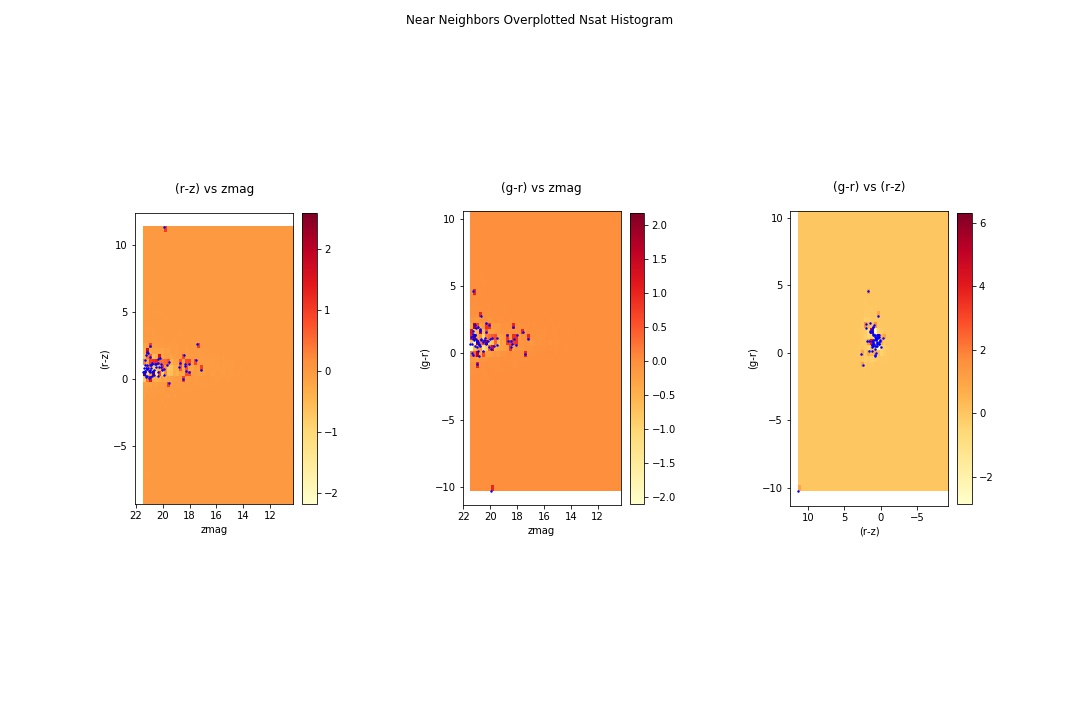 Near Neighbors Overplotted Nsat Histogram
(r-z) vs zmag
10
5
0
−5
(r-z)
22 20 18 16 14 12
zmag
2
1
0
−1
−2
(g-r) vs zmag
10
5
0
−5
−10
(g-r)
22 20 18 16 14 12
zmag
2.0
1.5
1.0
0.5
0.0
−0.5
−1.0
−1.5
−2.0
(g-r) vs (r-z)
10
5
0
−5
−10
(g-r)
10 5 0 −5
(r-z)
6
4
2
0
−2